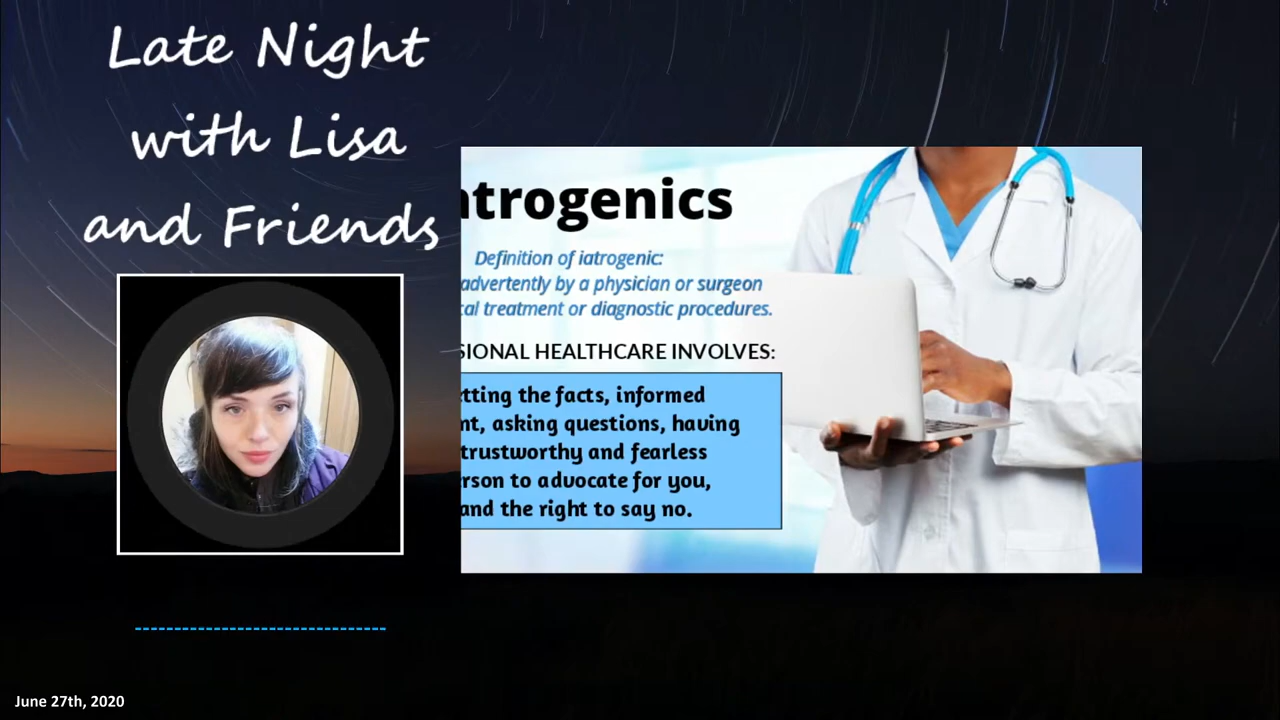 Late Night
with Lisa
and Friends
atrogenics
Definition of iatrogenic:
advertently by a physician or surgeon
cal treatment or diagnostic procedures.
SIONAL HEALTHCARE INVOLVES:
etting the facts, informed
nt, asking questions, having
trustworthy and fearless
rson to advocate for you,
and the right to say no.
June 27th, 2020